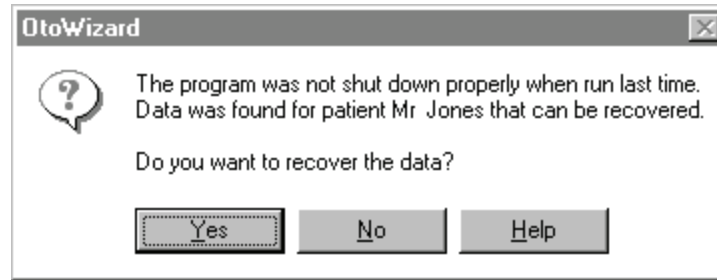 OtoWizard
The program was not shut down properly when run last time.
Data was found for patient Mr Jones that can be recovered.
Do you want to recover the data?
Yes No Help